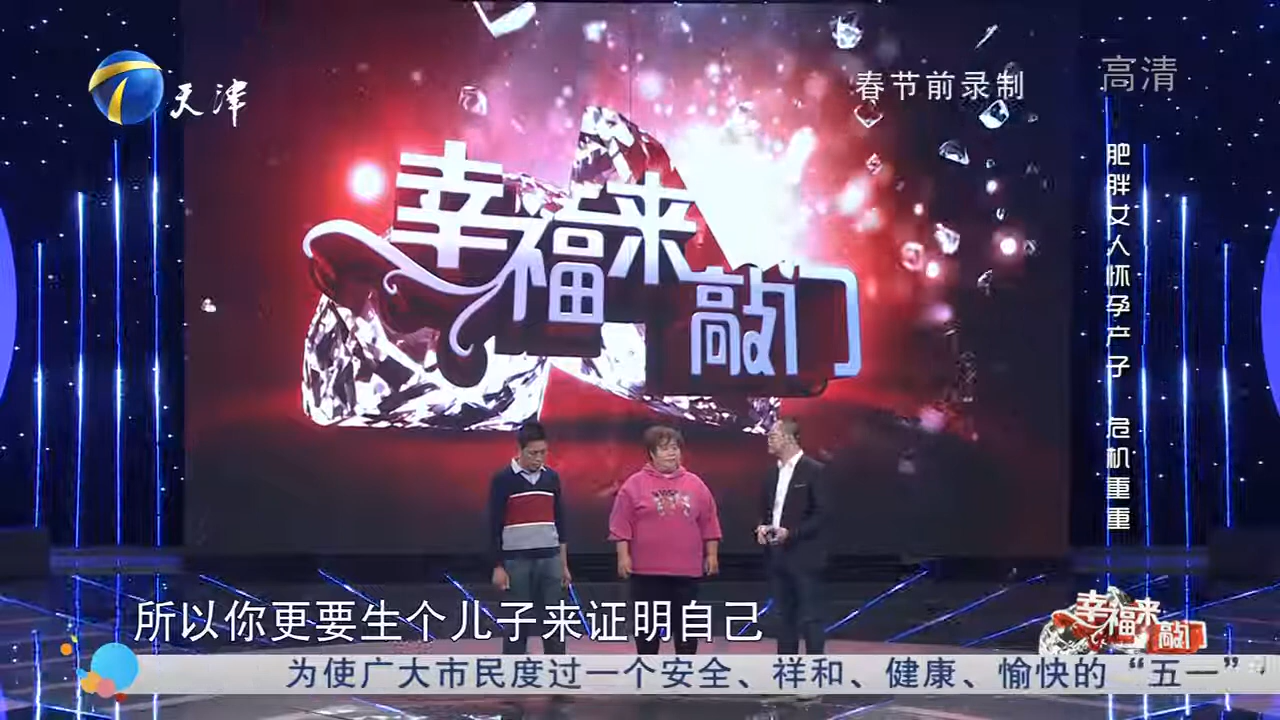 天津
春节前录制
高清
幸福来
敲门
肥胖女人怀孕产子 危机重重
所以你更要生个儿子来证明自己
幸福来
敲门
为使广大市民度过一个安全、祥和、健康、愉快的“五一”